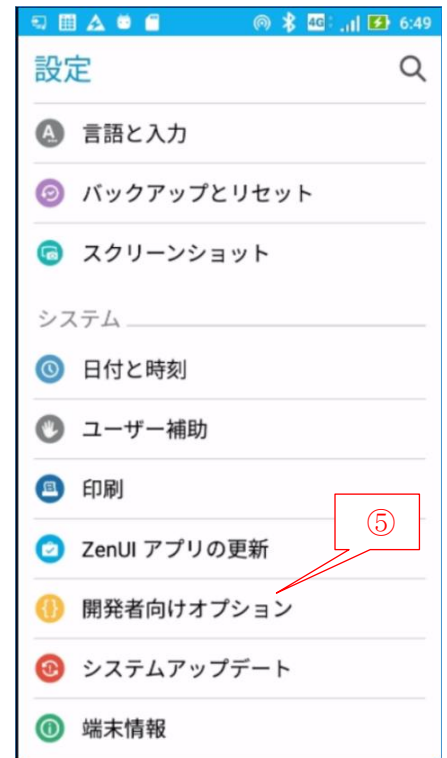 4G 6:49
設定
言語と入力
バックアップとリセット
スクリーンショット
システム
日付と時刻
ユーザー補助
印刷
⑤
ZenUI アプリの更新
開発者向けオプション
システムアップデート
端末情報